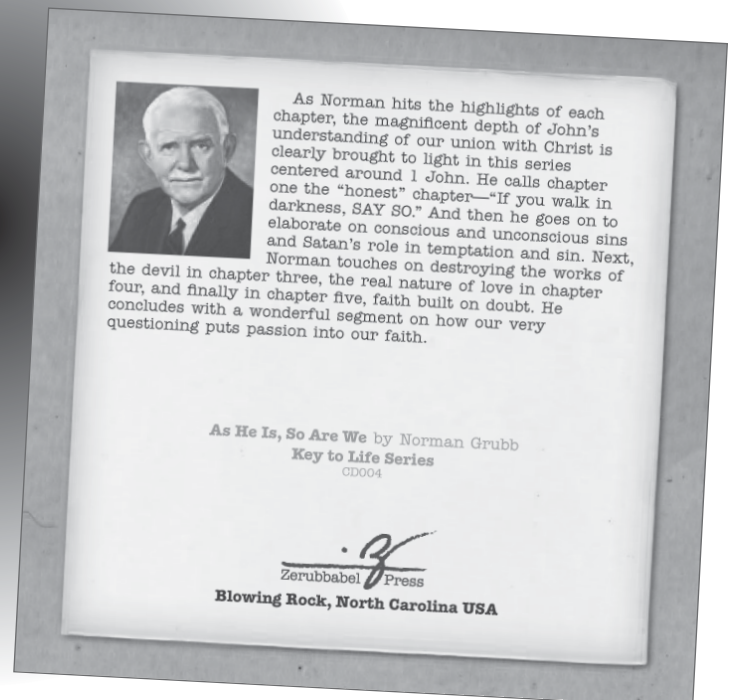 As Norman hits the highlights of each
chapter, the magnificent depth of John's
understanding of our union with Christ is
clearly brought to light in this series
centered around 1 John. He calls chapter
one the “honest” chapter—“If you walk in
darkness, SAY SO.” And then he goes on to
elaborate on conscious and unconscious sins
and Satan's role in temptation and sin. Next,
Norman touches on destroying the works of
the devil in chapter three, the real nature of love in chapter
four, and finally in chapter five, faith built on doubt. He
concludes with a wonderful segment on how our very
questioning puts passion into our faith.
As He Is, So Are We by Norman Grubb
Key to Life Series
CD004
Zerubbabel Press
Blowing Rock, North Carolina USA